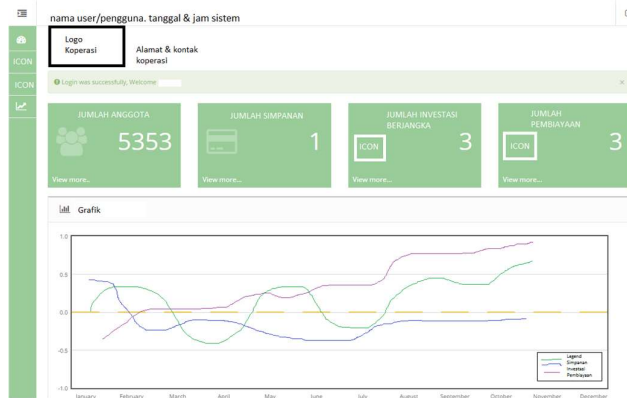 nama user/pengguna. tanggal & jam sistem
Logo
Koperasi
Alamat & kontak
koperasi
ICON
ICON
Login was successfully, Welcome
×
JUMLAH ANGGOTA
5353
View more..
JUMLAH SIMPANAN
1
View more...
JUMLAH INVESTASI
BERJANGKA
ICON
3
View more...
JUMLAH
PEMBIAYAAN
ICON
3
View more...
Grafik
1.0
0.5
0.0
-0.5
-1.0
Legend
Simpanan
Investasi
Pembiayaan
January February March April May June July August September October November December